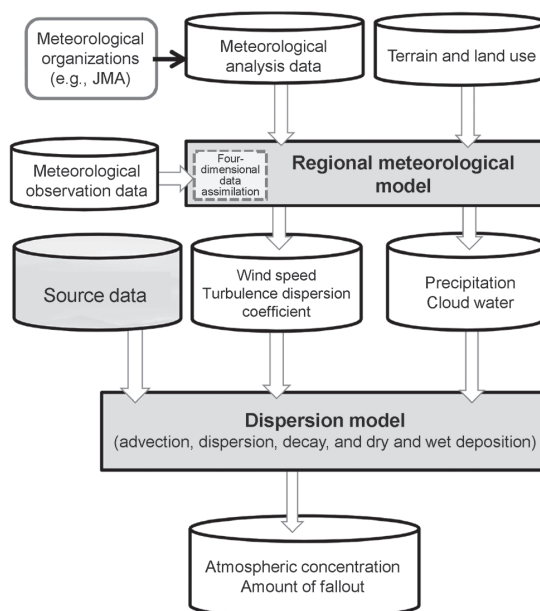 Meteorological
organizations
(e.g., JMA)
Meteorological
analysis data
Terrain and land use
Meteorological
observation data
Four-
dimensional
data
assimilation
Regional meteorological
model
Source data
Wind speed
Turbulence dispersion
coefficient
Precipitation
Cloud water
Dispersion model
(advection, dispersion, decay, and dry and wet deposition)
Atmospheric concentration
Amount of fallout